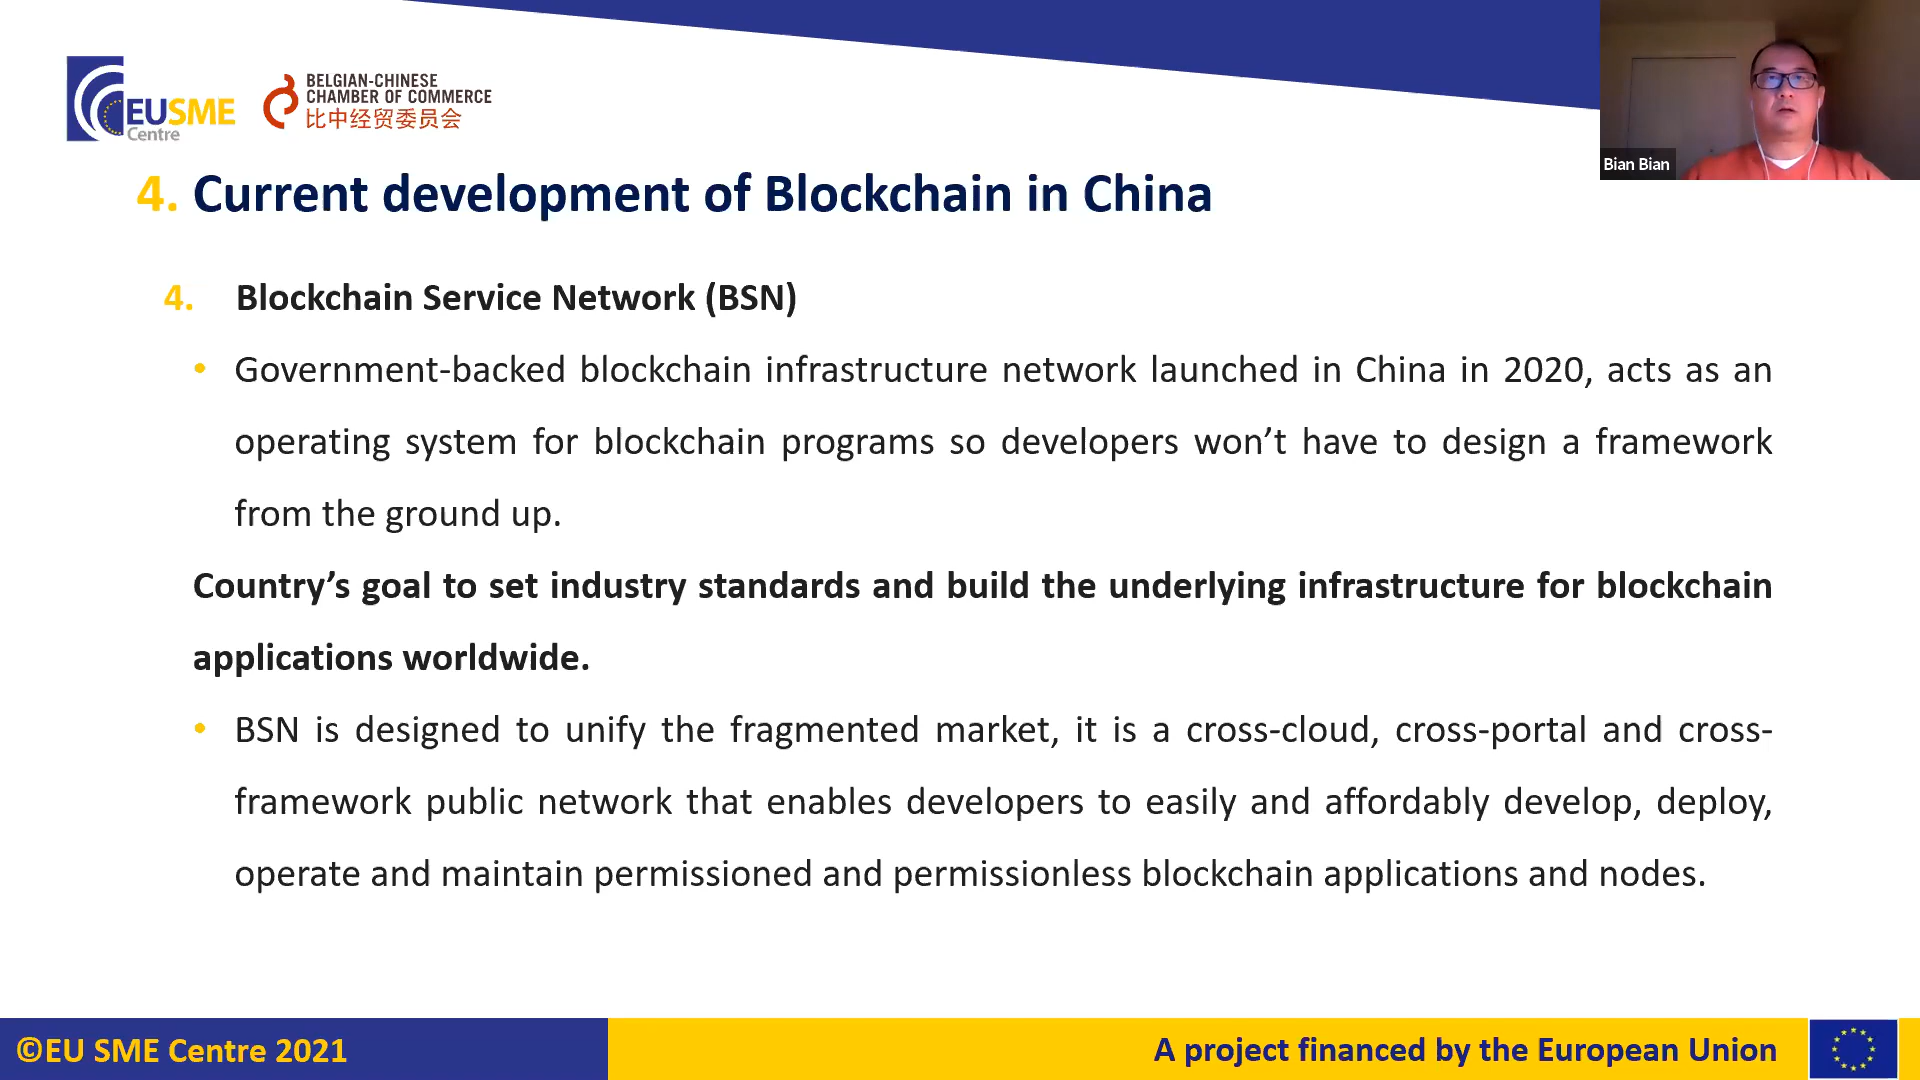 EUSME
Centre
BELGIAN-CHINESE
CHAMBER OF COMMERCE
比中经贸委员会
Bian Bian
4. Current development of Blockchain in China
4. Blockchain Service Network (BSN)
• Government-backed blockchain infrastructure network launched in China in 2020, acts as an
operating system for blockchain programs so developers won’t have to design a framework
from the ground up.
Country’s goal to set industry standards and build the underlying infrastructure for blockchain
applications worldwide.
• BSN is designed to unify the fragmented market, it is a cross-cloud, cross-portal and cross-
framework public network that enables developers to easily and affordably develop, deploy,
operate and maintain permissioned and permissionless blockchain applications and nodes.
©EU SME Centre 2021
A project financed by the European Union